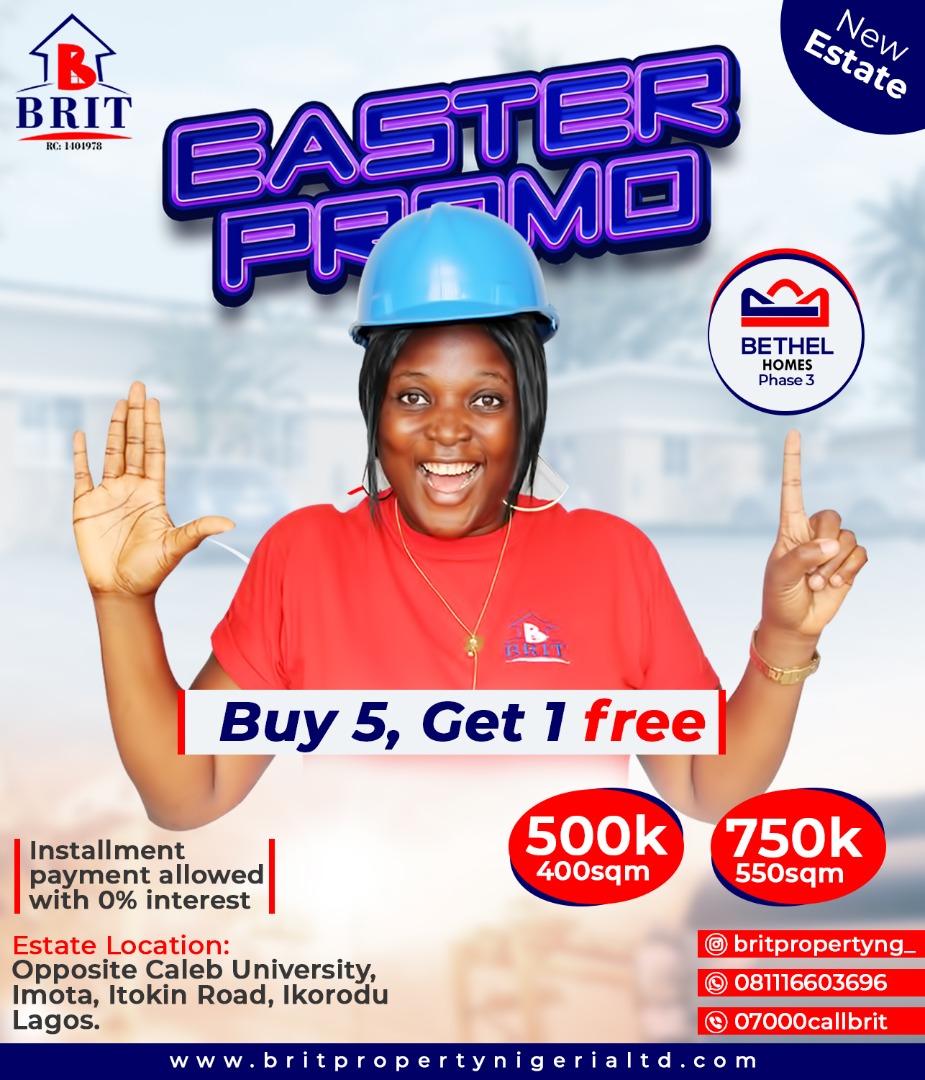 BRIT
RC: 1404978
New
Estate
EASTER
PROMO
BETHEL
HOMES
Phase 3
BRIT
Buy 5, Get 1 free
500k
400sqm
750k
550sqm
Installment
payment allowed
with 0% interest
Estate Location:
Opposite Caleb University,
Imota, Itokin Road, Ikorodu
Lagos.
britpropertyng_
081116603696
07000callbrit
www.britpropertynigerialtd.com